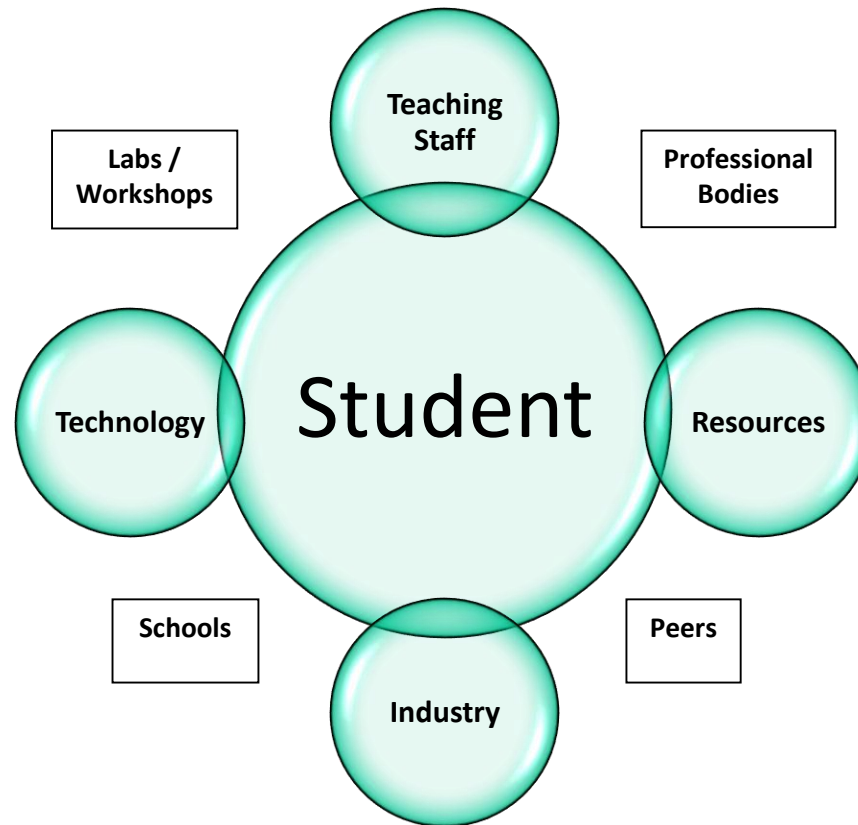 Teaching
Staff
Labs /
Workshops
Professional
Bodies
Technology
Student
Resources
Schools
Peers
Industry